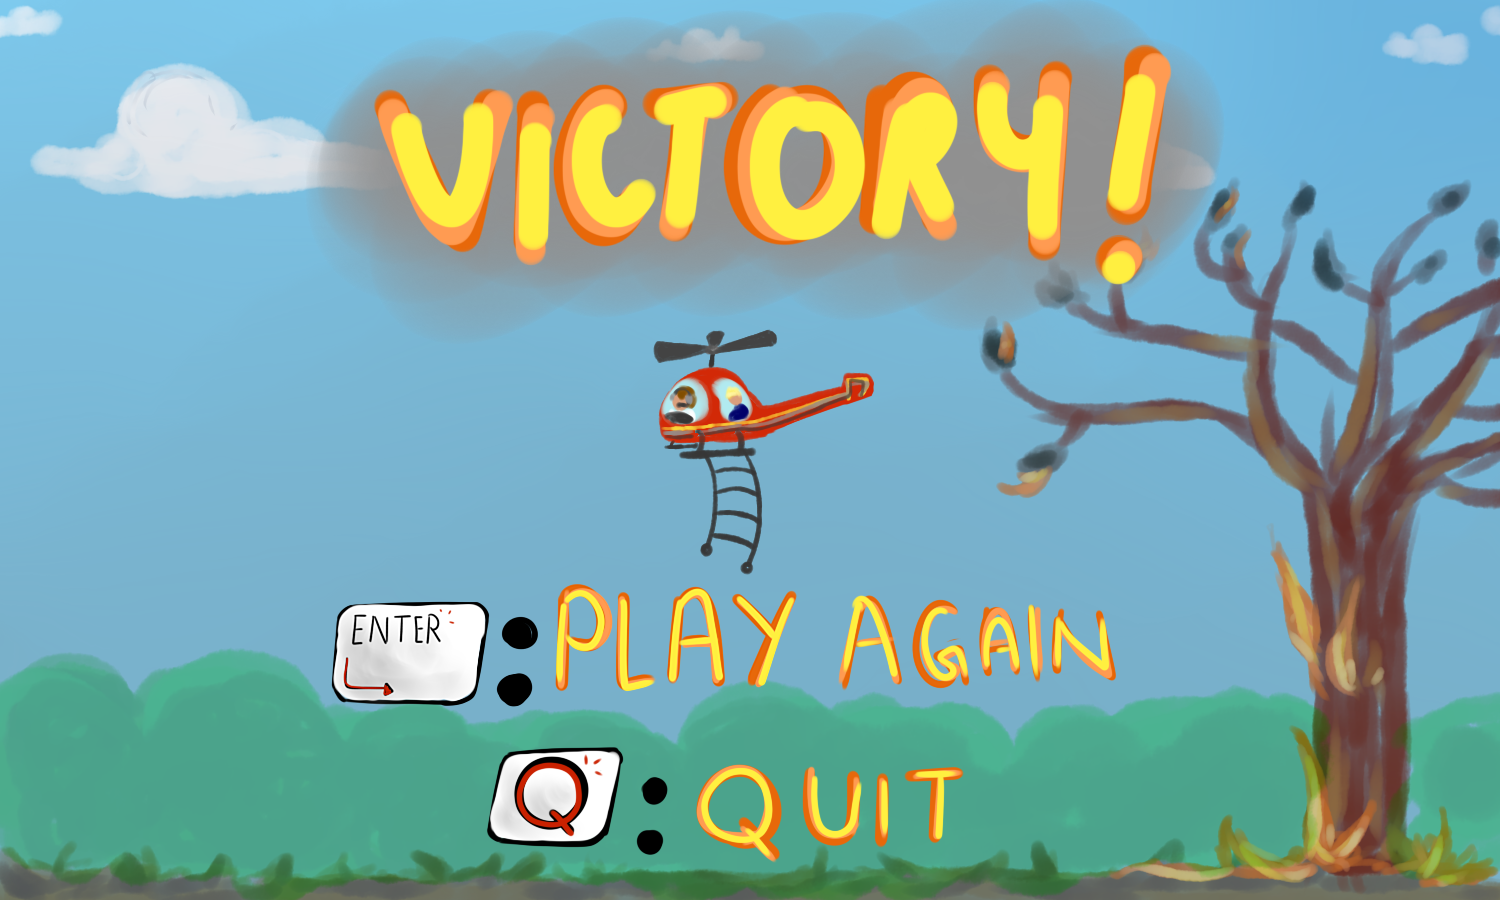 VICTORY!
ENTER : PLAY AGAIN
Q : QUIT